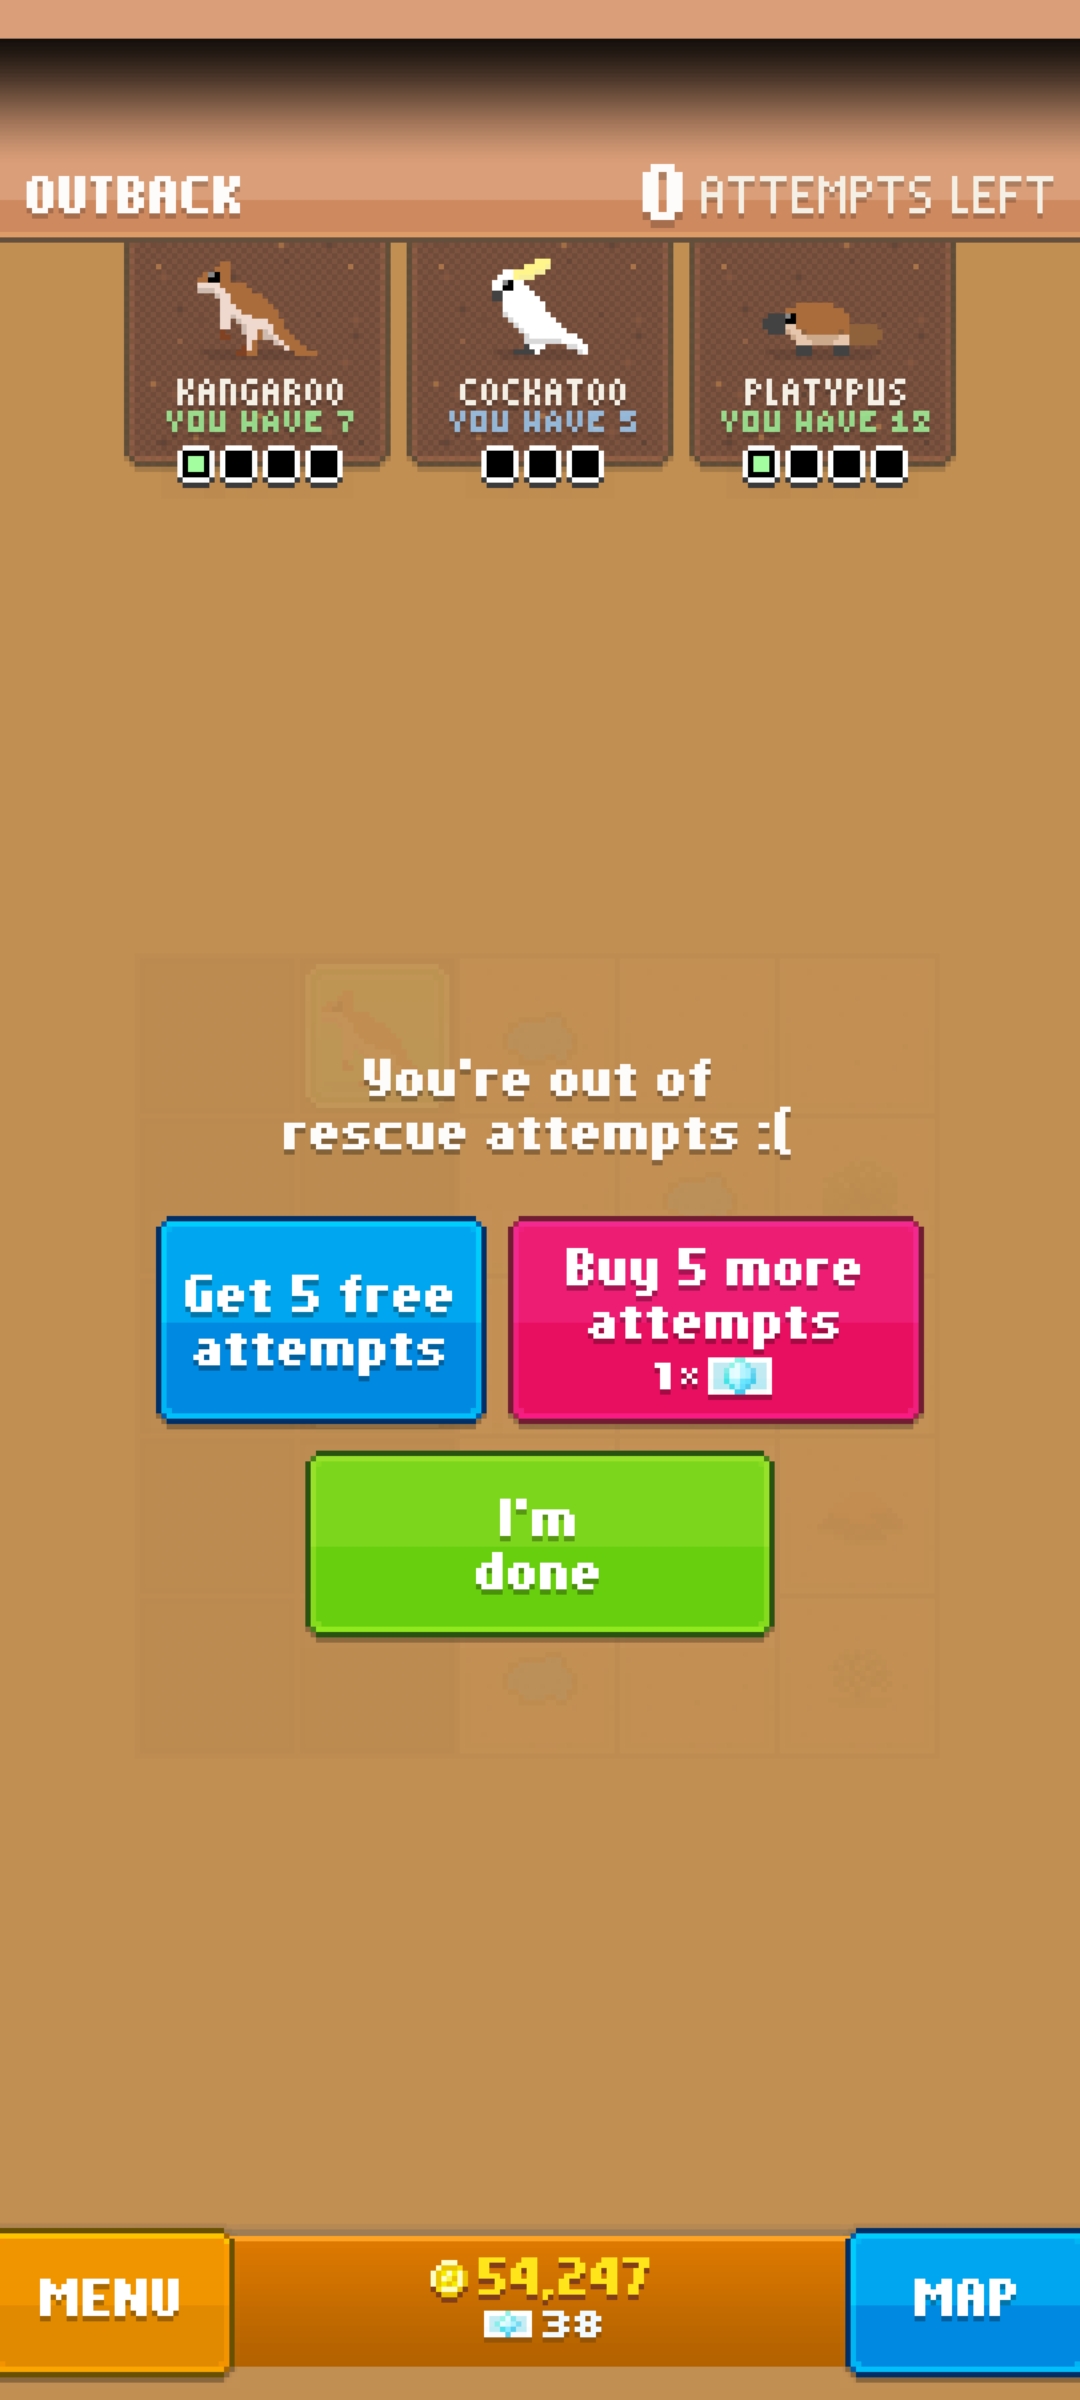 OUTBACK
0 ATTEMPTS LEFT
KANGAROO
YOU HAVE 7
COCKATOO
YOU HAVE 5
PLATYPUS
YOU HAVE 12
You're out of
rescue attempts :(
Get 5 free
attempts
Buy 5 more
attempts
1×
I'm
done
MENU
54,247
38
MAP